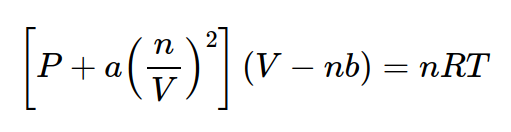 [P + a(n/V)²] (V − nb) = nRT